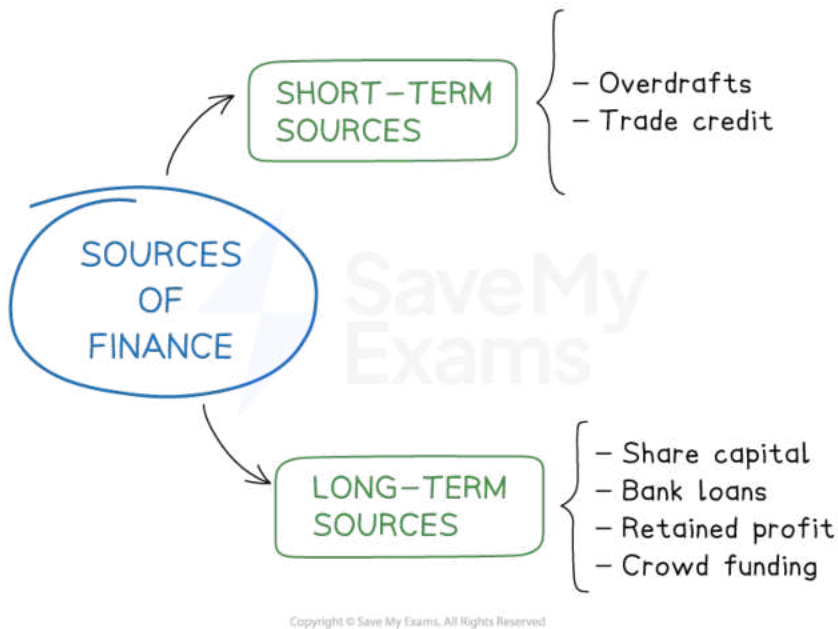 SHORT-TERM
SOURCES
- Overdrafts
- Trade credit
SOURCES
OF
FINANCE
SaveMy
Exams
LONG-TERM
SOURCES
- Share capital
- Bank loans
- Retained profit
- Crowd funding
Copyright © Save My Exams. All Rights Reserved